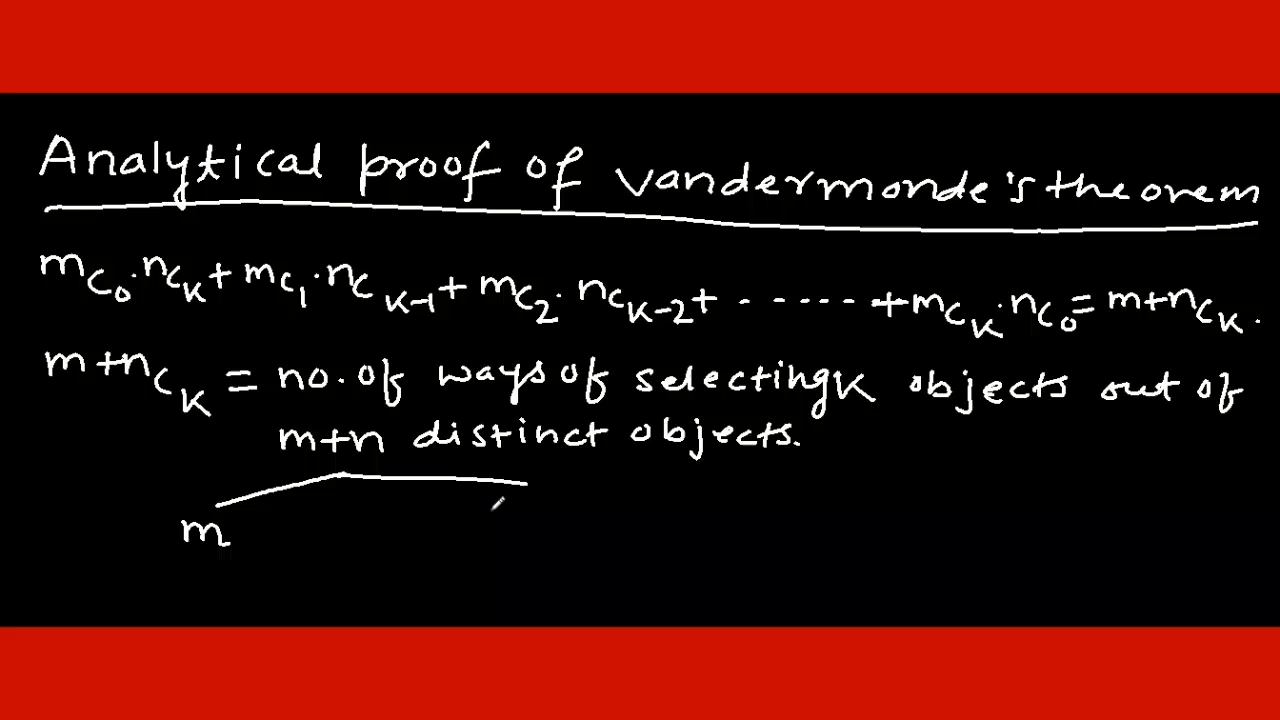 Analytical proof of vandermonde's theorem
mC₀·nCₖ + mC₁·nCₖ₋₁ + mC₂·nCₖ₋₂ + ...... + mCₖ·nC₀ = m+nCₖ.
m+nCₖ = no. of ways of selecting K objects out of
m+n distinct objects.
m